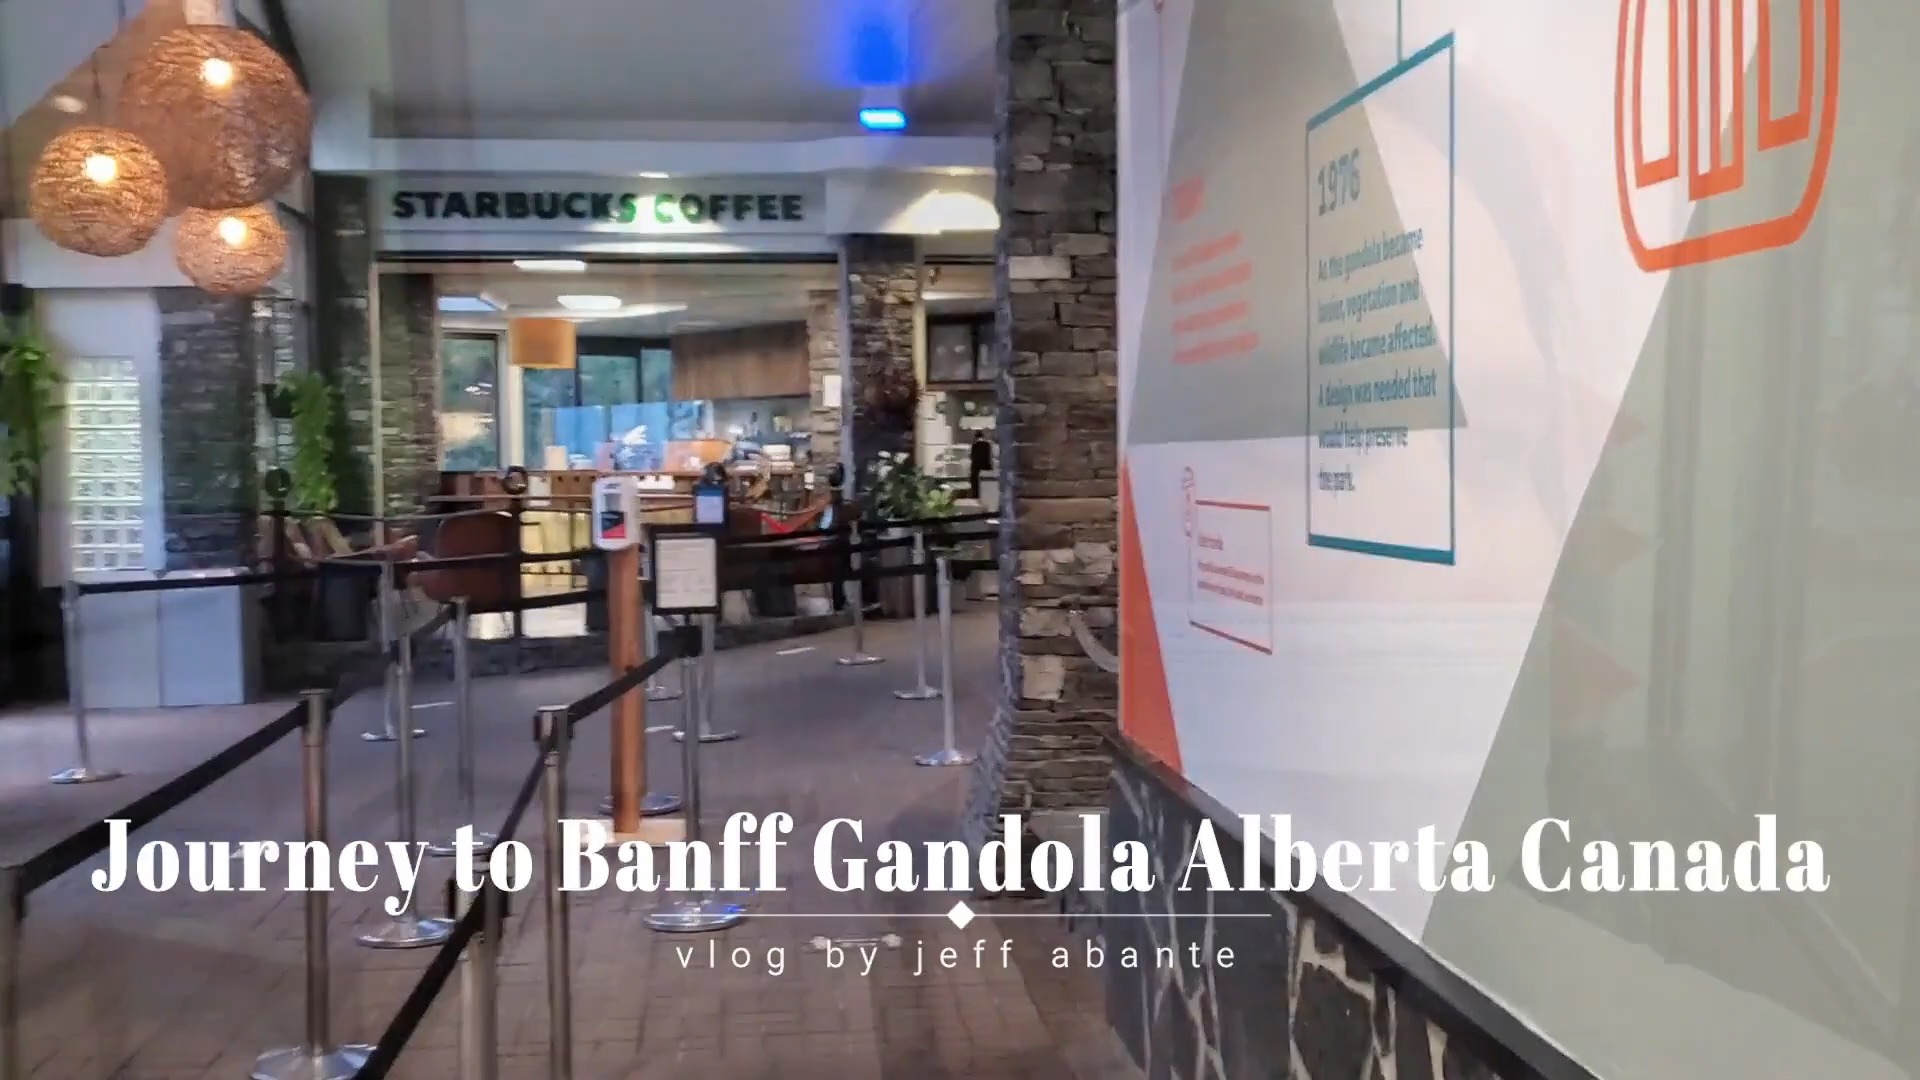 STARBUCKS COFFEE
1976
As the gondola became
busier, vegetation and
wildlife became affected.
A design was needed that
would help preserve
the park.
Journey to Banff Gandola Alberta Canada
vlog by jeff abante